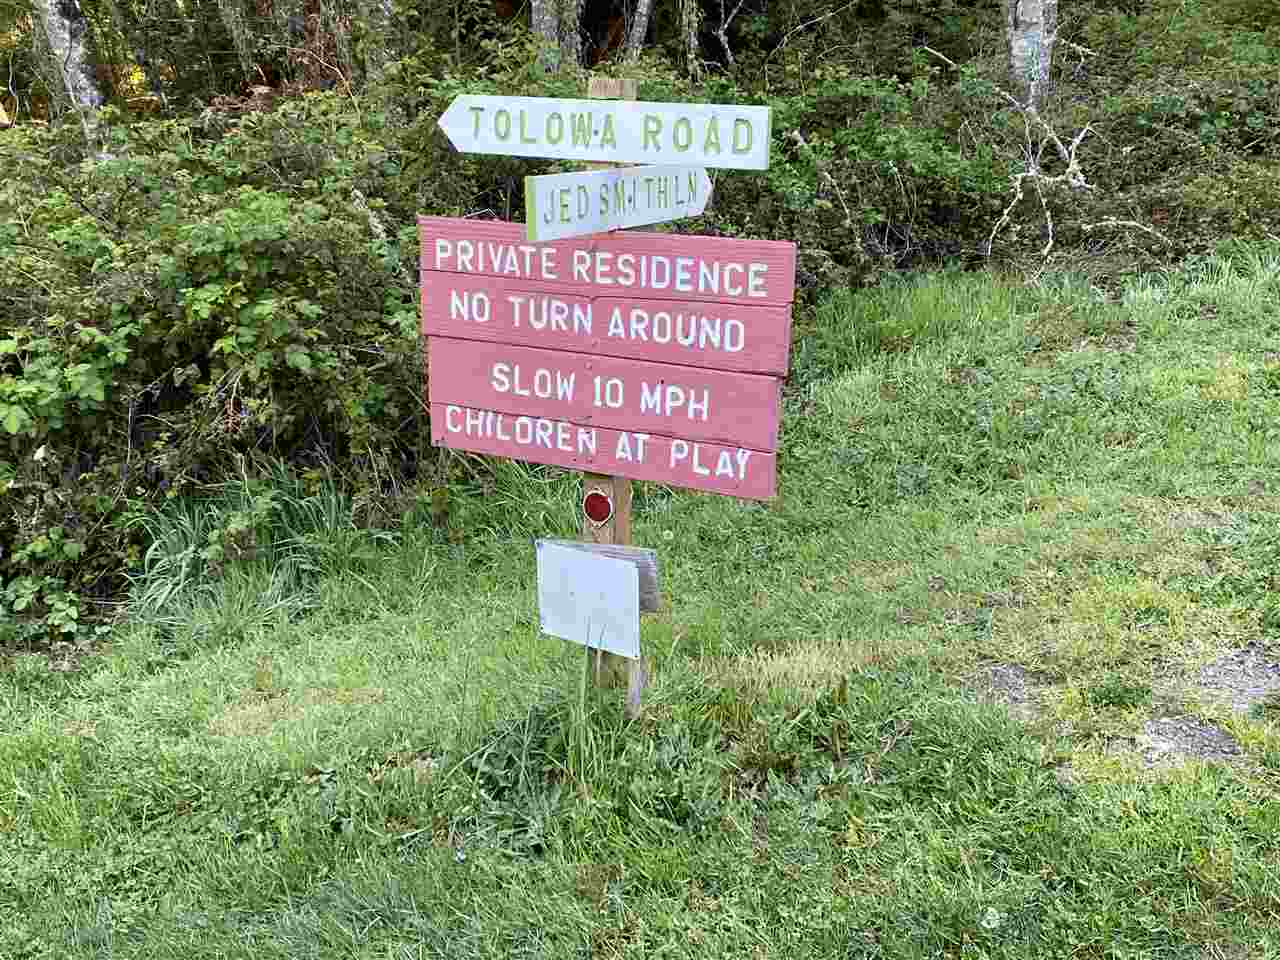 TOLOWA ROAD
JED SMITH LN
PRIVATE RESIDENCE
NO TURN AROUND
SLOW 10 MPH
CHILDREN AT PLAY